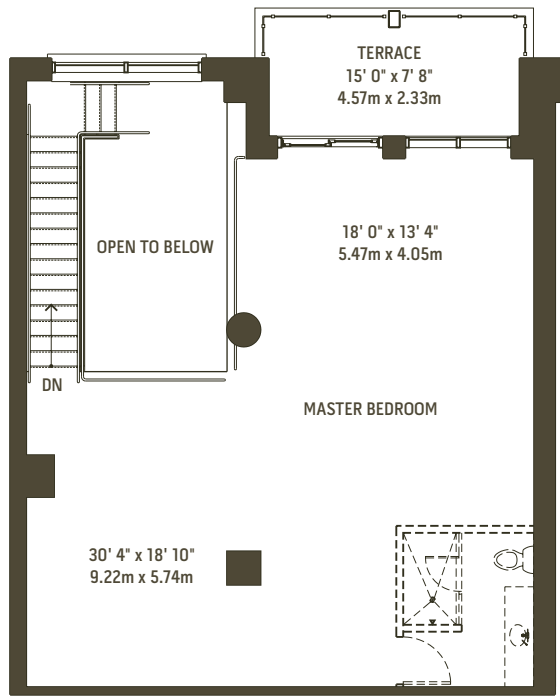 TERRACE
15' 0" x 7' 8"
4.57m x 2.33m
18' 0" x 13' 4"
5.47m x 4.05m
OPEN TO BELOW
DN
MASTER BEDROOM
30' 4" x 18' 10"
9.22m x 5.74m